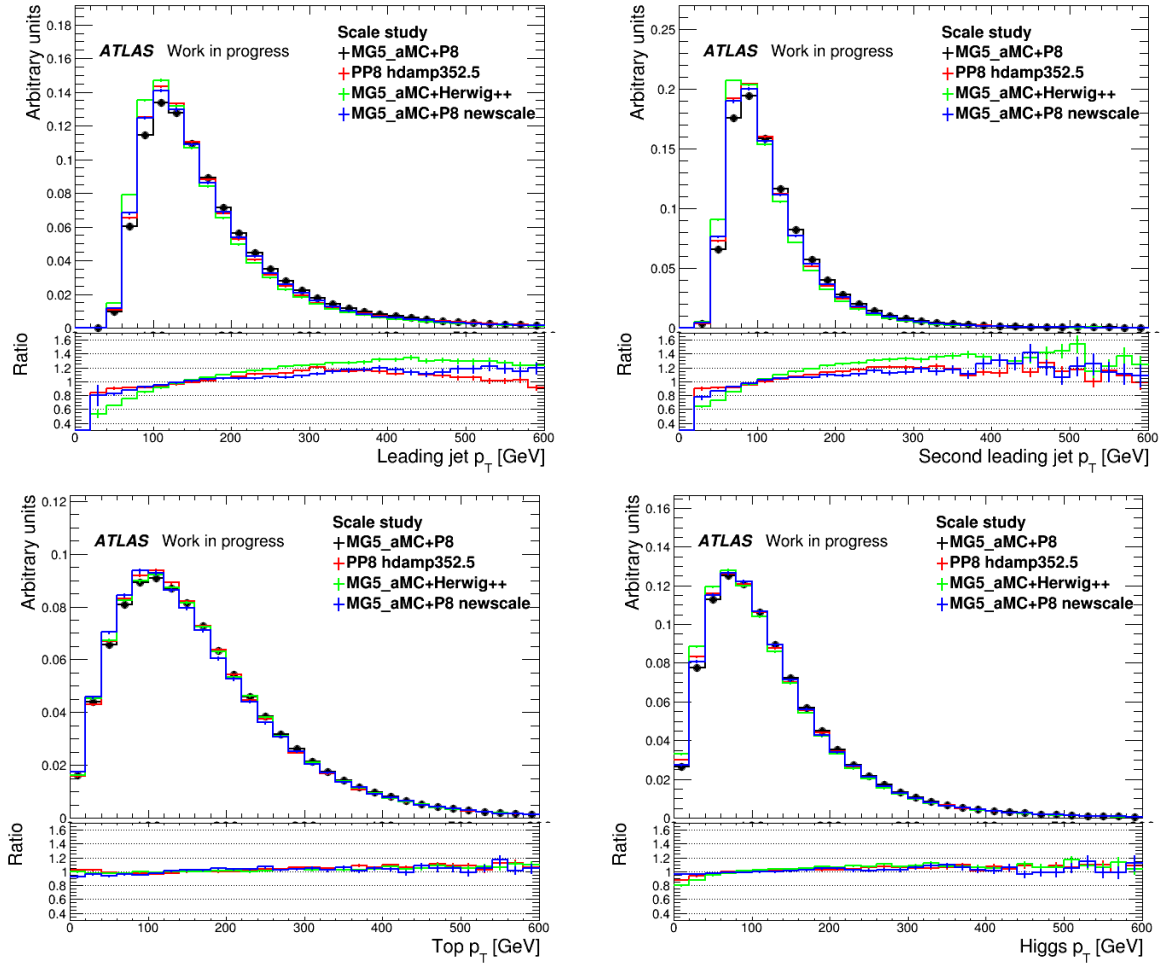 Arbitrary units
0.18
0.16
0.14
0.12
0.1
0.08
0.06
0.04
0.02
0
ATLAS Work in progress
Scale study
MG5_aMC+P8
PP8 hdamp352.5
MG5_aMC+Herwig++
MG5_aMC+P8 newscale
Ratio
1.6
1.4
1.2
1
0.8
0.6
0.4
0 100 200 300 400 500 600
Leading jet pT [GeV]
Arbitrary units
0.25
0.2
0.15
0.1
0.05
0
ATLAS Work in progress
Scale study
MG5_aMC+P8
PP8 hdamp352.5
MG5_aMC+Herwig++
MG5_aMC+P8 newscale
Ratio
1.6
1.4
1.2
1
0.8
0.6
0.4
0 100 200 300 400 500 600
Second leading jet pT [GeV]
Arbitrary units
0.12
0.1
0.08
0.06
0.04
0.02
0
ATLAS Work in progress
Scale study
MG5_aMC+P8
PP8 hdamp352.5
MG5_aMC+Herwig++
MG5_aMC+P8 newscale
Ratio
1.6
1.4
1.2
1
0.8
0.6
0.4
0 100 200 300 400 500 600
Top pT [GeV]
Arbitrary units
0.16
0.14
0.12
0.1
0.08
0.06
0.04
0.02
0
ATLAS Work in progress
Scale study
MG5_aMC+P8
PP8 hdamp352.5
MG5_aMC+Herwig++
MG5_aMC+P8 newscale
Ratio
1.6
1.4
1.2
1
0.8
0.6
0.4
0 100 200 300 400 500 600
Higgs pT [GeV]